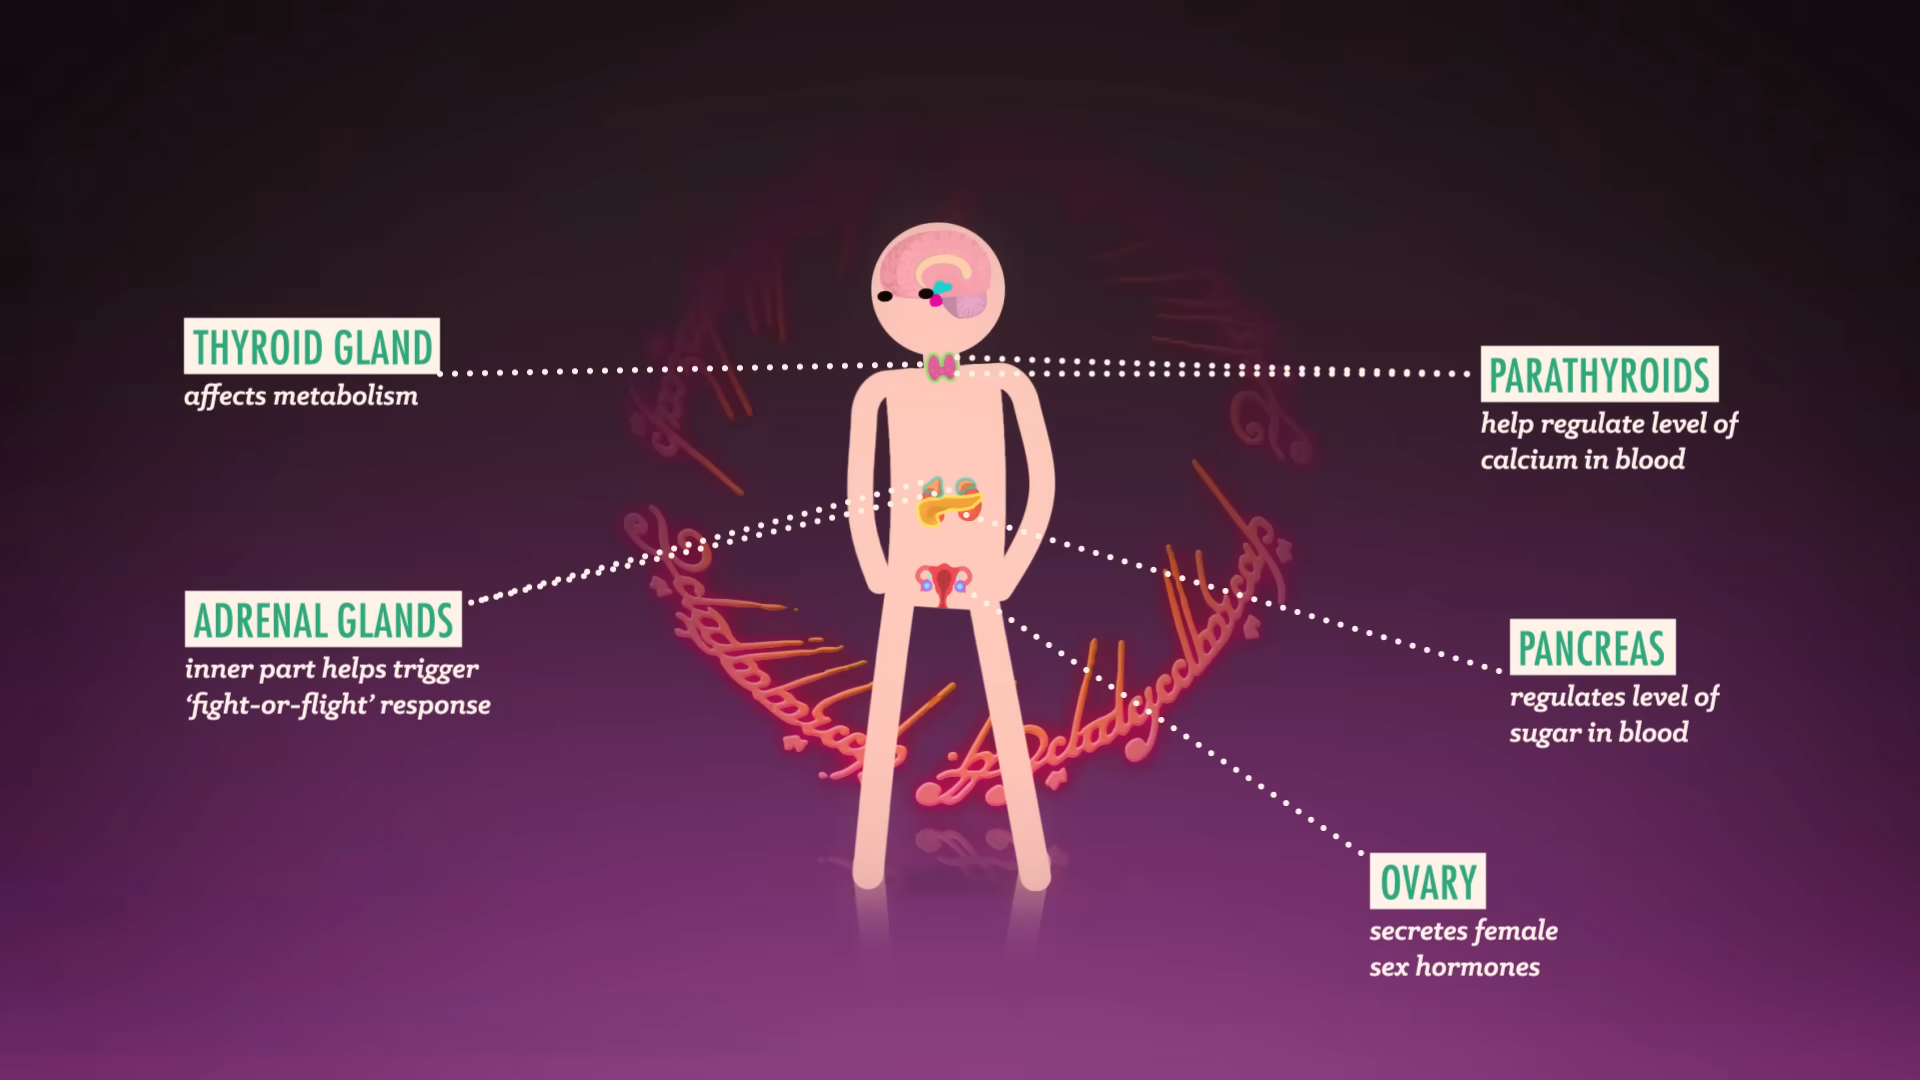 THYROID GLAND
affects metabolism
PARATHYROIDS
help regulate level of
calcium in blood
ADRENAL GLANDS
inner part helps trigger
‘fight-or-flight’ response
PANCREAS
regulates level of
sugar in blood
OVARY
secretes female
sex hormones